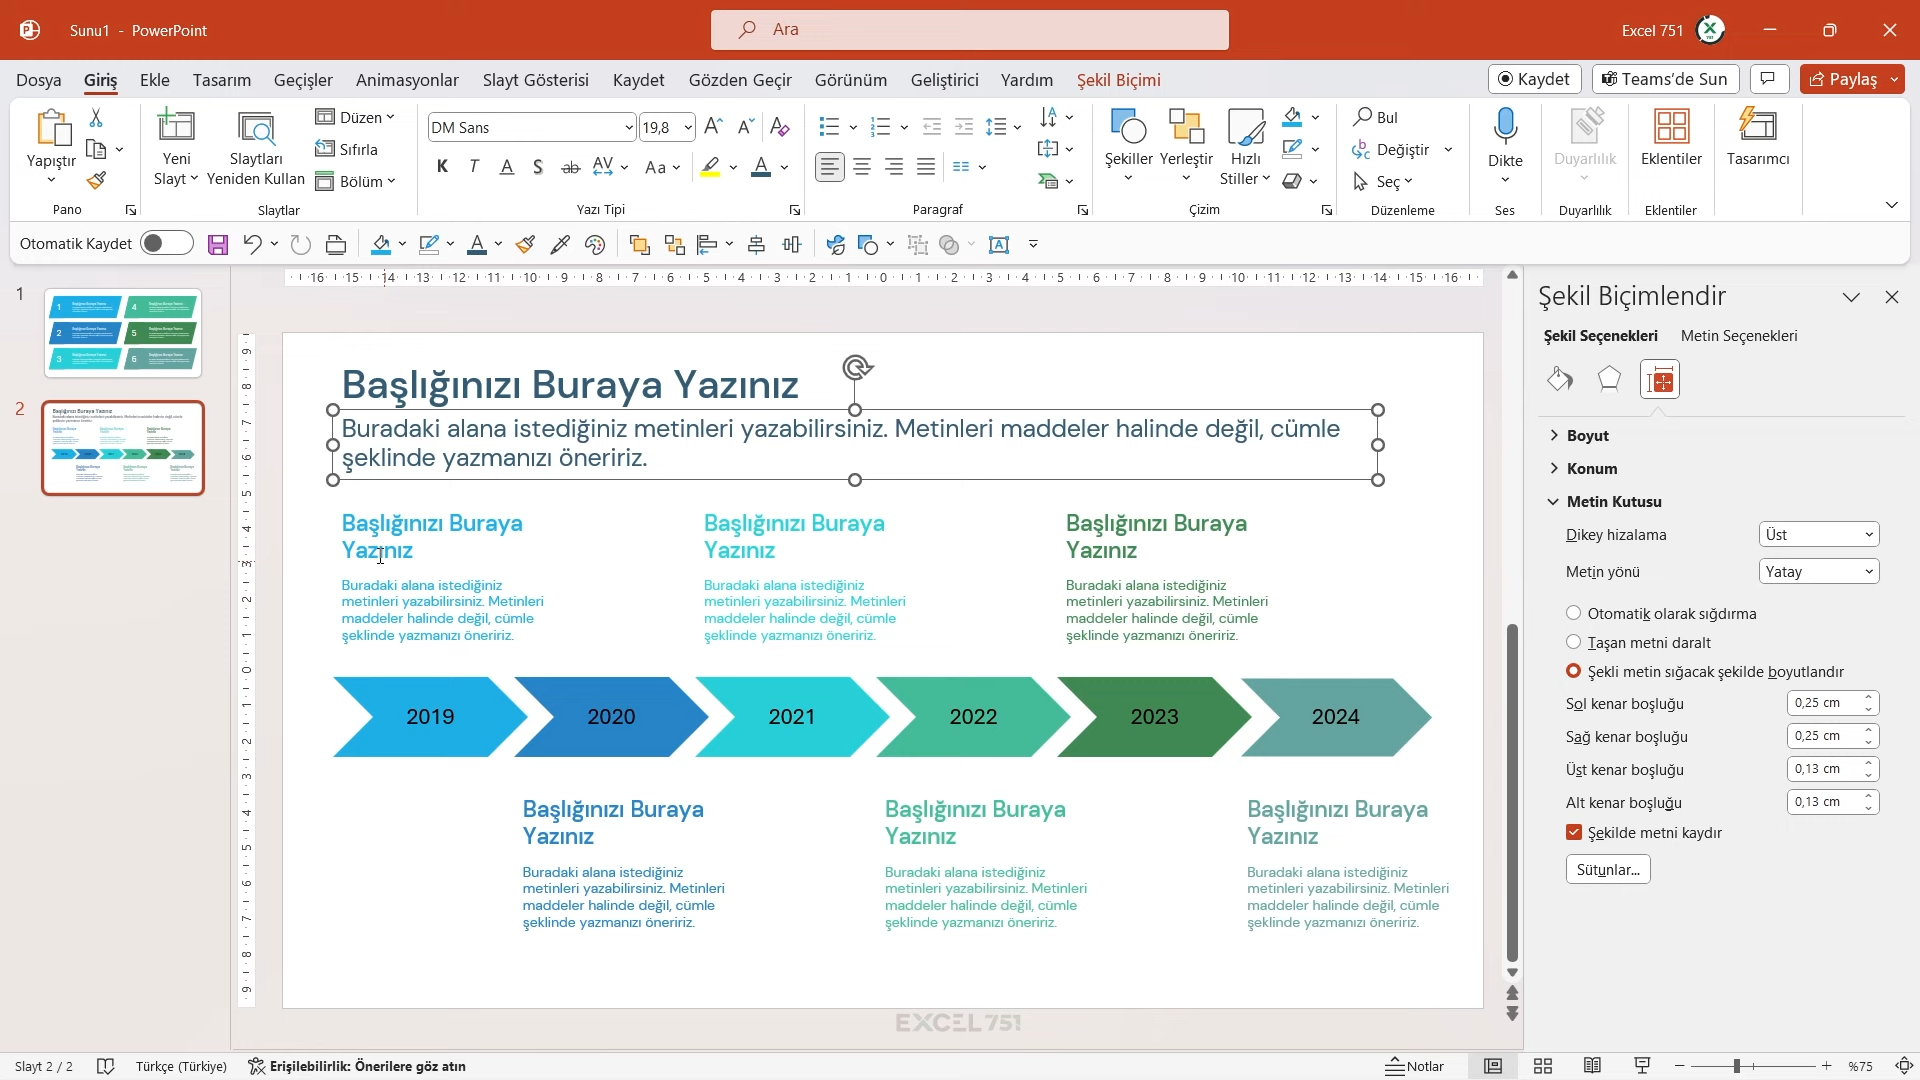 Sunu1 - PowerPoint
Ara
Excel 751
Dosya Giriş Ekle Tasarım Geçişler Animasyonlar Slayt Gösterisi Kaydet Gözden Geçir Görünüm Geliştirici Yardım Şekil Biçimi
Kaydet Teams'de Sun Paylaş
Yapıştır
Pano
Yeni Slayt
Slaytları Yeniden Kullan
Düzen
Sıfırla
Bölüm
Slaytlar
DM Sans 19,8
K T A S ab AV Aa A
Yazı Tipi
Paragraf
Şekiller
Yerleştir
Hızlı Stiller
Çizim
Bul
Değiştir
Seç
Düzenleme
Dikte
Ses
Duyarlılık
Duyarlılık
Eklentiler
Eklentiler
Tasarımcı
Otomatik Kaydet
1
2
Başlığınızı Buraya Yazınız
Buradaki alana istediğiniz metinleri yazabilirsiniz. Metinleri maddeler halinde değil, cümle
şeklinde yazmanızı öneririz.
Başlığınızı Buraya
Yazınız
Buradaki alana istediğiniz
metinleri yazabilirsiniz. Metinleri
maddeler halinde değil, cümle
şeklinde yazmanızı öneririz.
Başlığınızı Buraya
Yazınız
Buradaki alana istediğiniz
metinleri yazabilirsiniz. Metinleri
maddeler halinde değil, cümle
şeklinde yazmanızı öneririz.
Başlığınızı Buraya
Yazınız
Buradaki alana istediğiniz
metinleri yazabilirsiniz. Metinleri
maddeler halinde değil, cümle
şeklinde yazmanızı öneririz.
2019 2020 2021 2022 2023 2024
Başlığınızı Buraya
Yazınız
Buradaki alana istediğiniz
metinleri yazabilirsiniz. Metinleri
maddeler halinde değil, cümle
şeklinde yazmanızı öneririz.
Başlığınızı Buraya
Yazınız
Buradaki alana istediğiniz
metinleri yazabilirsiniz. Metinleri
maddeler halinde değil, cümle
şeklinde yazmanızı öneririz.
Başlığınızı Buraya
Yazınız
Buradaki alana istediğiniz
metinleri yazabilirsiniz. Metinleri
maddeler halinde değil, cümle
şeklinde yazmanızı öneririz.
EXCEL 751
Şekil Biçimlendir
Şekil Seçenekleri Metin Seçenekleri
Boyut
Konum
Metin Kutusu
Dikey hizalama Üst
Metin yönü Yatay
Otomatik olarak sığdırma
Taşan metni daralt
Şekli metin sığacak şekilde boyutlandır
Sol kenar boşluğu 0,25 cm
Sağ kenar boşluğu 0,25 cm
Üst kenar boşluğu 0,13 cm
Alt kenar boşluğu 0,13 cm
Şekilde metni kaydır
Sütunlar...
Slayt 2 / 2 Türkçe (Türkiye) Erişilebilirlik: Önerilere göz atın Notlar %75